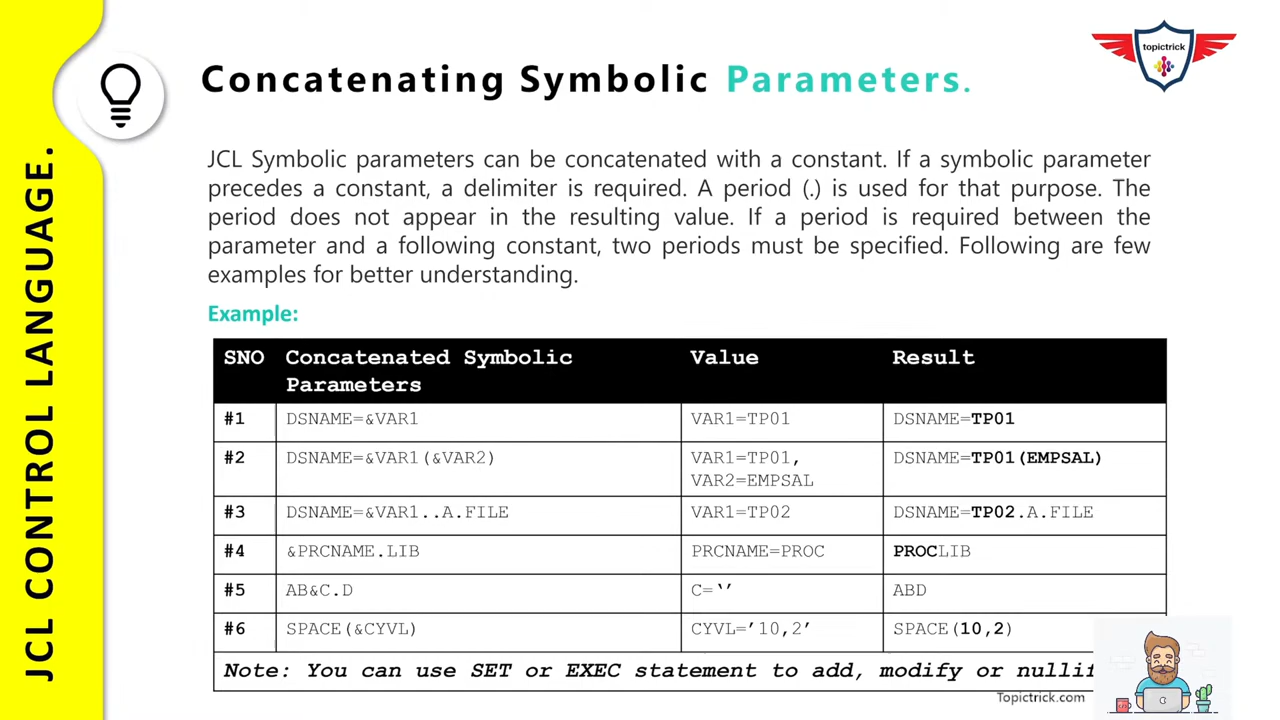 topictrick
Concatenating Symbolic Parameters.
JCL CONTROL LANGUAGE.
JCL Symbolic parameters can be concatenated with a constant. If a symbolic parameter
precedes a constant, a delimiter is required. A period (.) is used for that purpose. The
period does not appear in the resulting value. If a period is required between the
parameter and a following constant, two periods must be specified. Following are few
examples for better understanding.
Example:
SNO Concatenated Symbolic Parameters Value Result
#1 DSNAME=&VAR1 VAR1=TP01 DSNAME=TP01
#2 DSNAME=&VAR1(&VAR2) VAR1=TP01, VAR2=EMPSAL DSNAME=TP01(EMPSAL)
#3 DSNAME=&VAR1..A.FILE VAR1=TP02 DSNAME=TP02.A.FILE
#4 &PRCNAME.LIB PRCNAME=PROC PROCLIB
#5 AB&C.D C=‘’ ABD
#6 SPACE(&CYVL) CYVL=’10,2’ SPACE(10,2)
Note: You can use SET or EXEC statement to add, modify or nullif
Topictrick.com